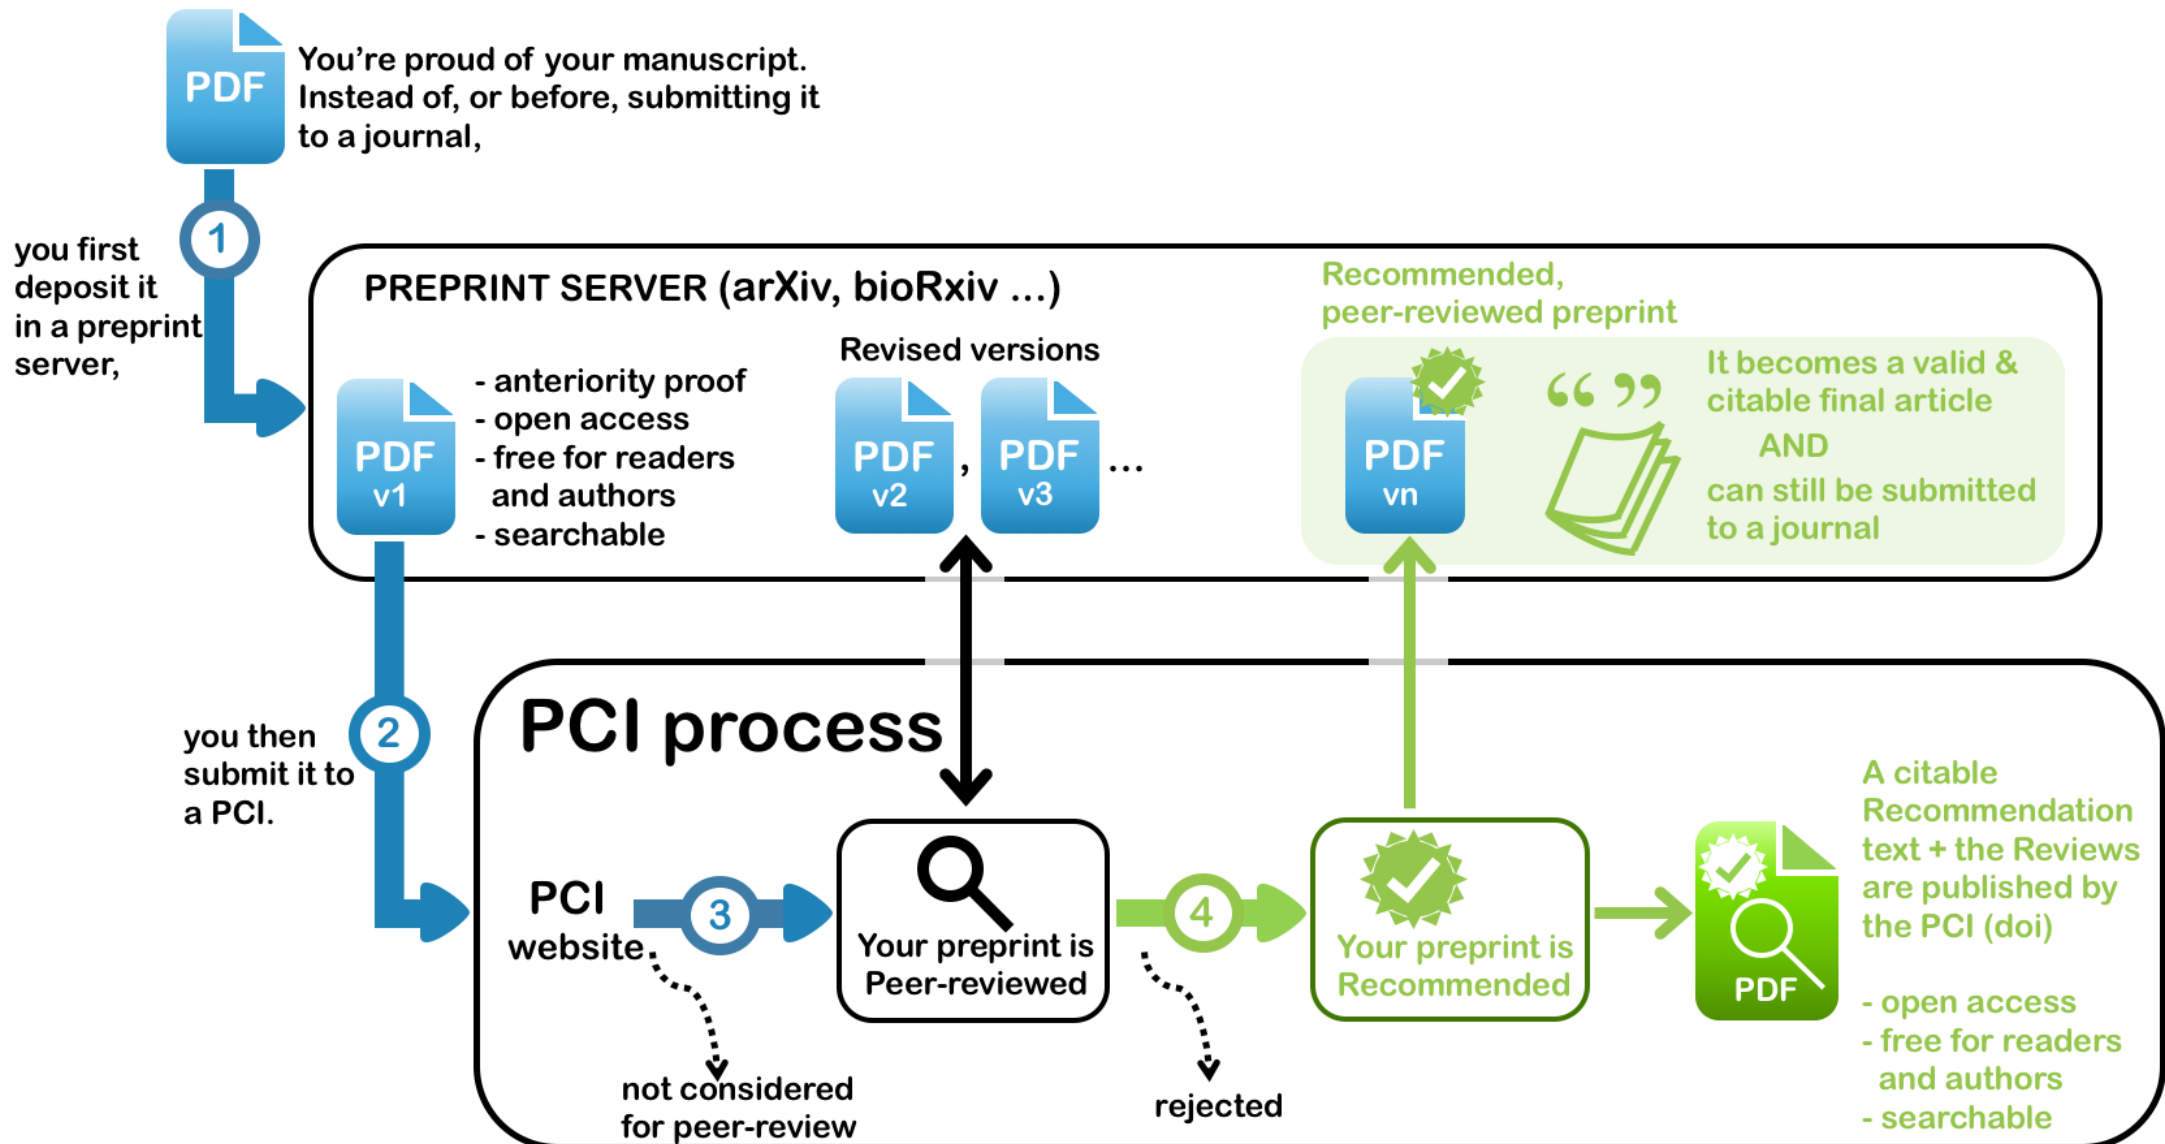 PDF
You're proud of your manuscript.
Instead of, or before, submitting it
to a journal,
1
you first
deposit it
in a preprint
server,
PREPRINT SERVER (arXiv, bioRxiv ...)
PDF
v1
- anteriority proof
- open access
- free for readers
and authors
- searchable
Revised versions
PDF
v2
,
PDF
v3
...
Recommended,
peer-reviewed preprint
PDF
vn
“ ”
It becomes a valid &
citable final article
AND
can still be submitted
to a journal
2
you then
submit it to
a PCI.
PCI process
PCI
website
3
not considered
for peer-review
Your preprint is
Peer-reviewed
4
rejected
Your preprint is
Recommended
PDF
A citable
Recommendation
text + the Reviews
are published by
the PCI (doi)
- open access
- free for readers
and authors
- searchable